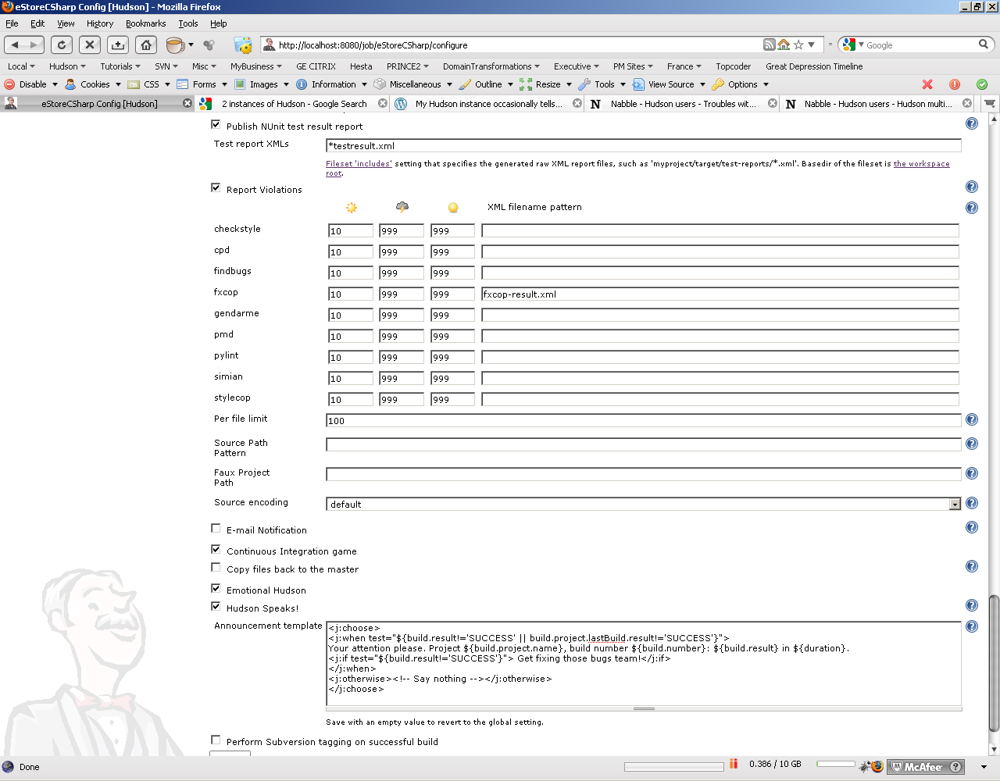 eStoreCSharp Config [Hudson] - Mozilla Firefox
File Edit View History Bookmarks Tools Help
http://localhost:8080/job/eStoreCSharp/configure Google
Local Hudson Tutorials SVN Misc MyBusiness GE CITRIX Hesta PRINCE2 DomainTransformations Executive PM Sites France Topcoder Great Depression Timeline
Disable Cookies CSS Forms Images Information Miscellaneous Outline Resize Tools View Source Options
eStoreCSharp Config [Hudson] 2 instances of Hudson - Google Search My Hudson instance occasionally tells... Nabble - Hudson users - Troubles wit... Nabble - Hudson users - Hudson multi...
Publish NUnit test result report
Test report XMLs *testresult.xml
Fileset 'includes' setting that specifies the generated raw XML report files, such as 'myproject/target/test-reports/*.xml'. Basedir of the fileset is the workspace
root.
Report Violations
XML filename pattern
checkstyle 10 999 999
cpd 10 999 999
findbugs 10 999 999
fxcop 10 999 999 fxcop-result.xml
gendarme 10 999 999
pmd 10 999 999
pylint 10 999 999
simian 10 999 999
stylecop 10 999 999
Per file limit 100
Source Path
Pattern
Faux Project
Path
Source encoding default
E-mail Notification
Continuous Integration game
Copy files back to the master
Emotional Hudson
Hudson Speaks!
Announcement template <j:choose>
<j:when test="${build.result!='SUCCESS' || build.project.lastBuild.result!='SUCCESS'}">
Your attention please. Project ${build.project.name}, build number ${build.number}: ${build.result} in ${duration}.
<j:if test="${build.result!='SUCCESS'}"> Get fixing those bugs team!</j:if>
</j:when>
<j:otherwise><!-- Say nothing --></j:otherwise>
</j:choose>
Save with an empty value to revert to the global setting.
Perform Subversion tagging on successful build
Done 0.386 / 10 GB McAfee